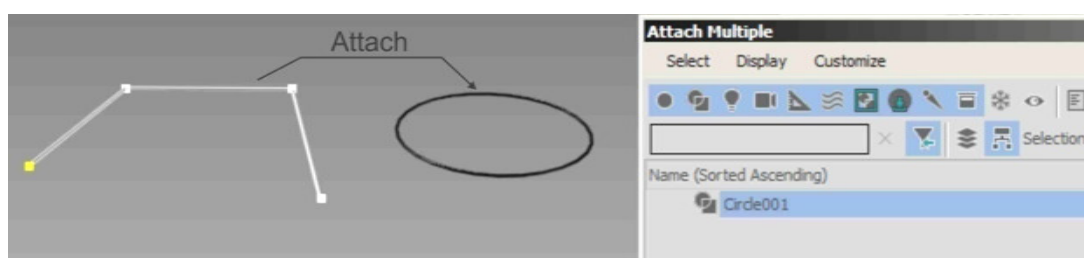 Attach
Attach Multiple
Select Display Customize
Selection
Name (Sorted Ascending)
Circle001